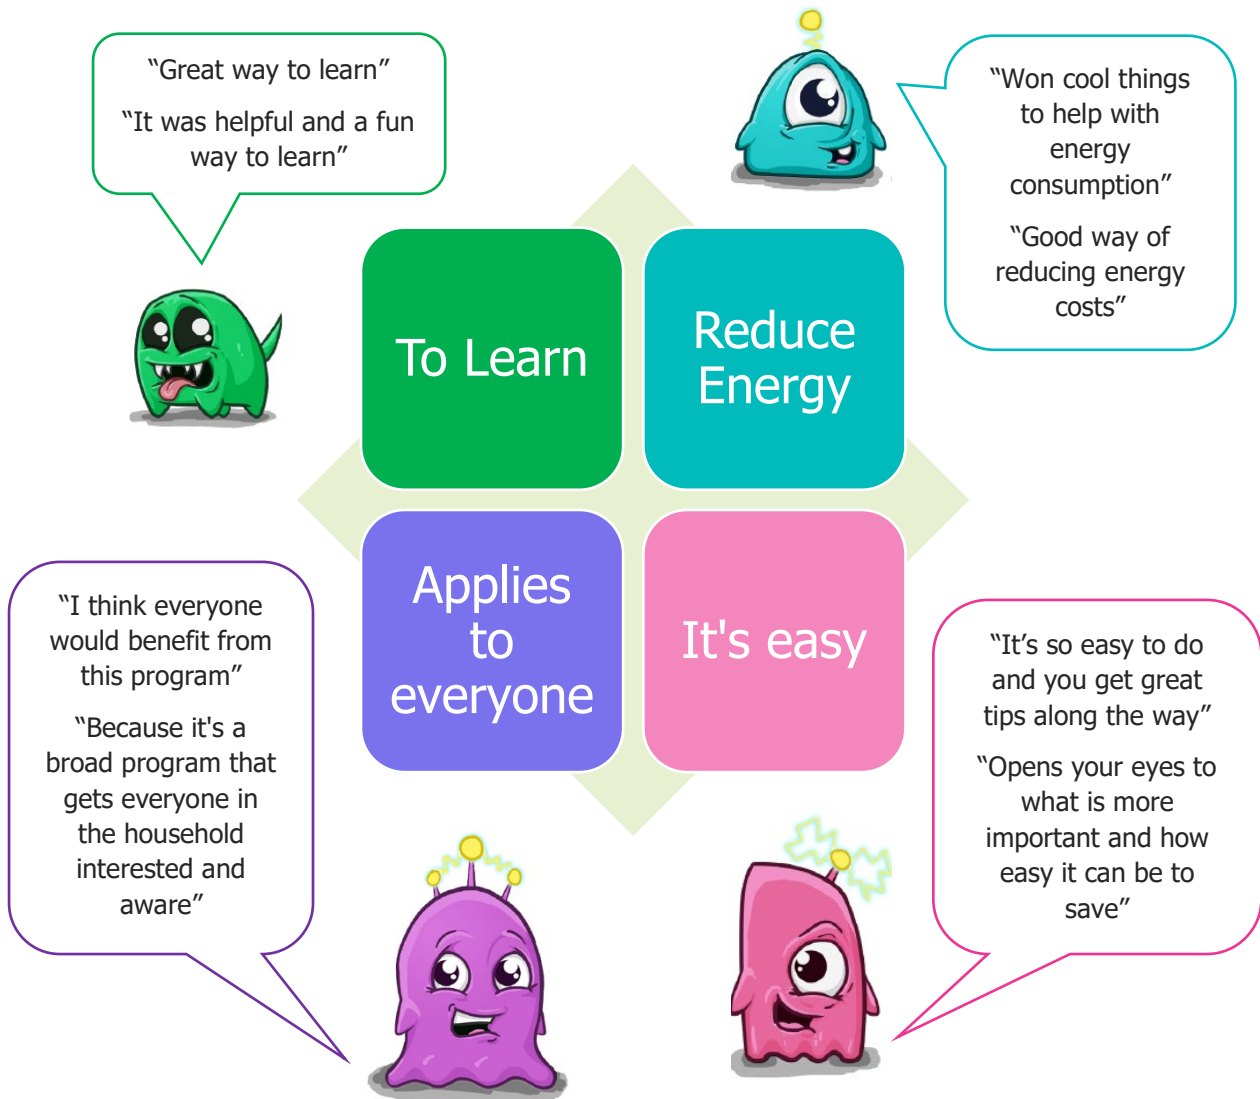 “Great way to learn”
“It was helpful and a fun
way to learn”
“Won cool things
to help with
energy
consumption”
“Good way of
reducing energy
costs”
To Learn
Reduce
Energy
Applies
to
everyone
It's easy
“I think everyone
would benefit from
this program”
“Because it's a
broad program that
gets everyone in
the household
interested and
aware”
“It’s so easy to do
and you get great
tips along the way”
“Opens your eyes to
what is more
important and how
easy it can be to
save”